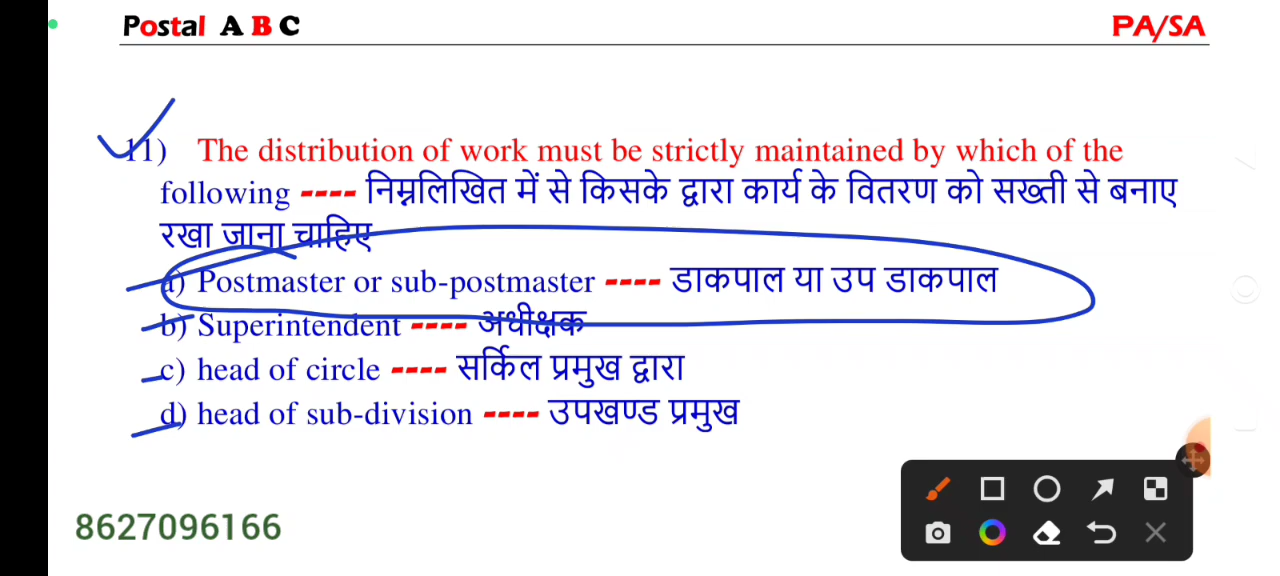 Postal A B C PA/SA
11) The distribution of work must be strictly maintained by which of the
following ---- निम्नलिखित में से किसके द्वारा कार्य के वितरण को सख्ती से बनाए
रखा जाना चाहिए
a) Postmaster or sub-postmaster ---- डाकपाल या उप डाकपाल
b) Superintendent ---- अधीक्षक
c) head of circle ---- सर्किल प्रमुख द्वारा
d) head of sub-division ---- उपखण्ड प्रमुख
8627096166